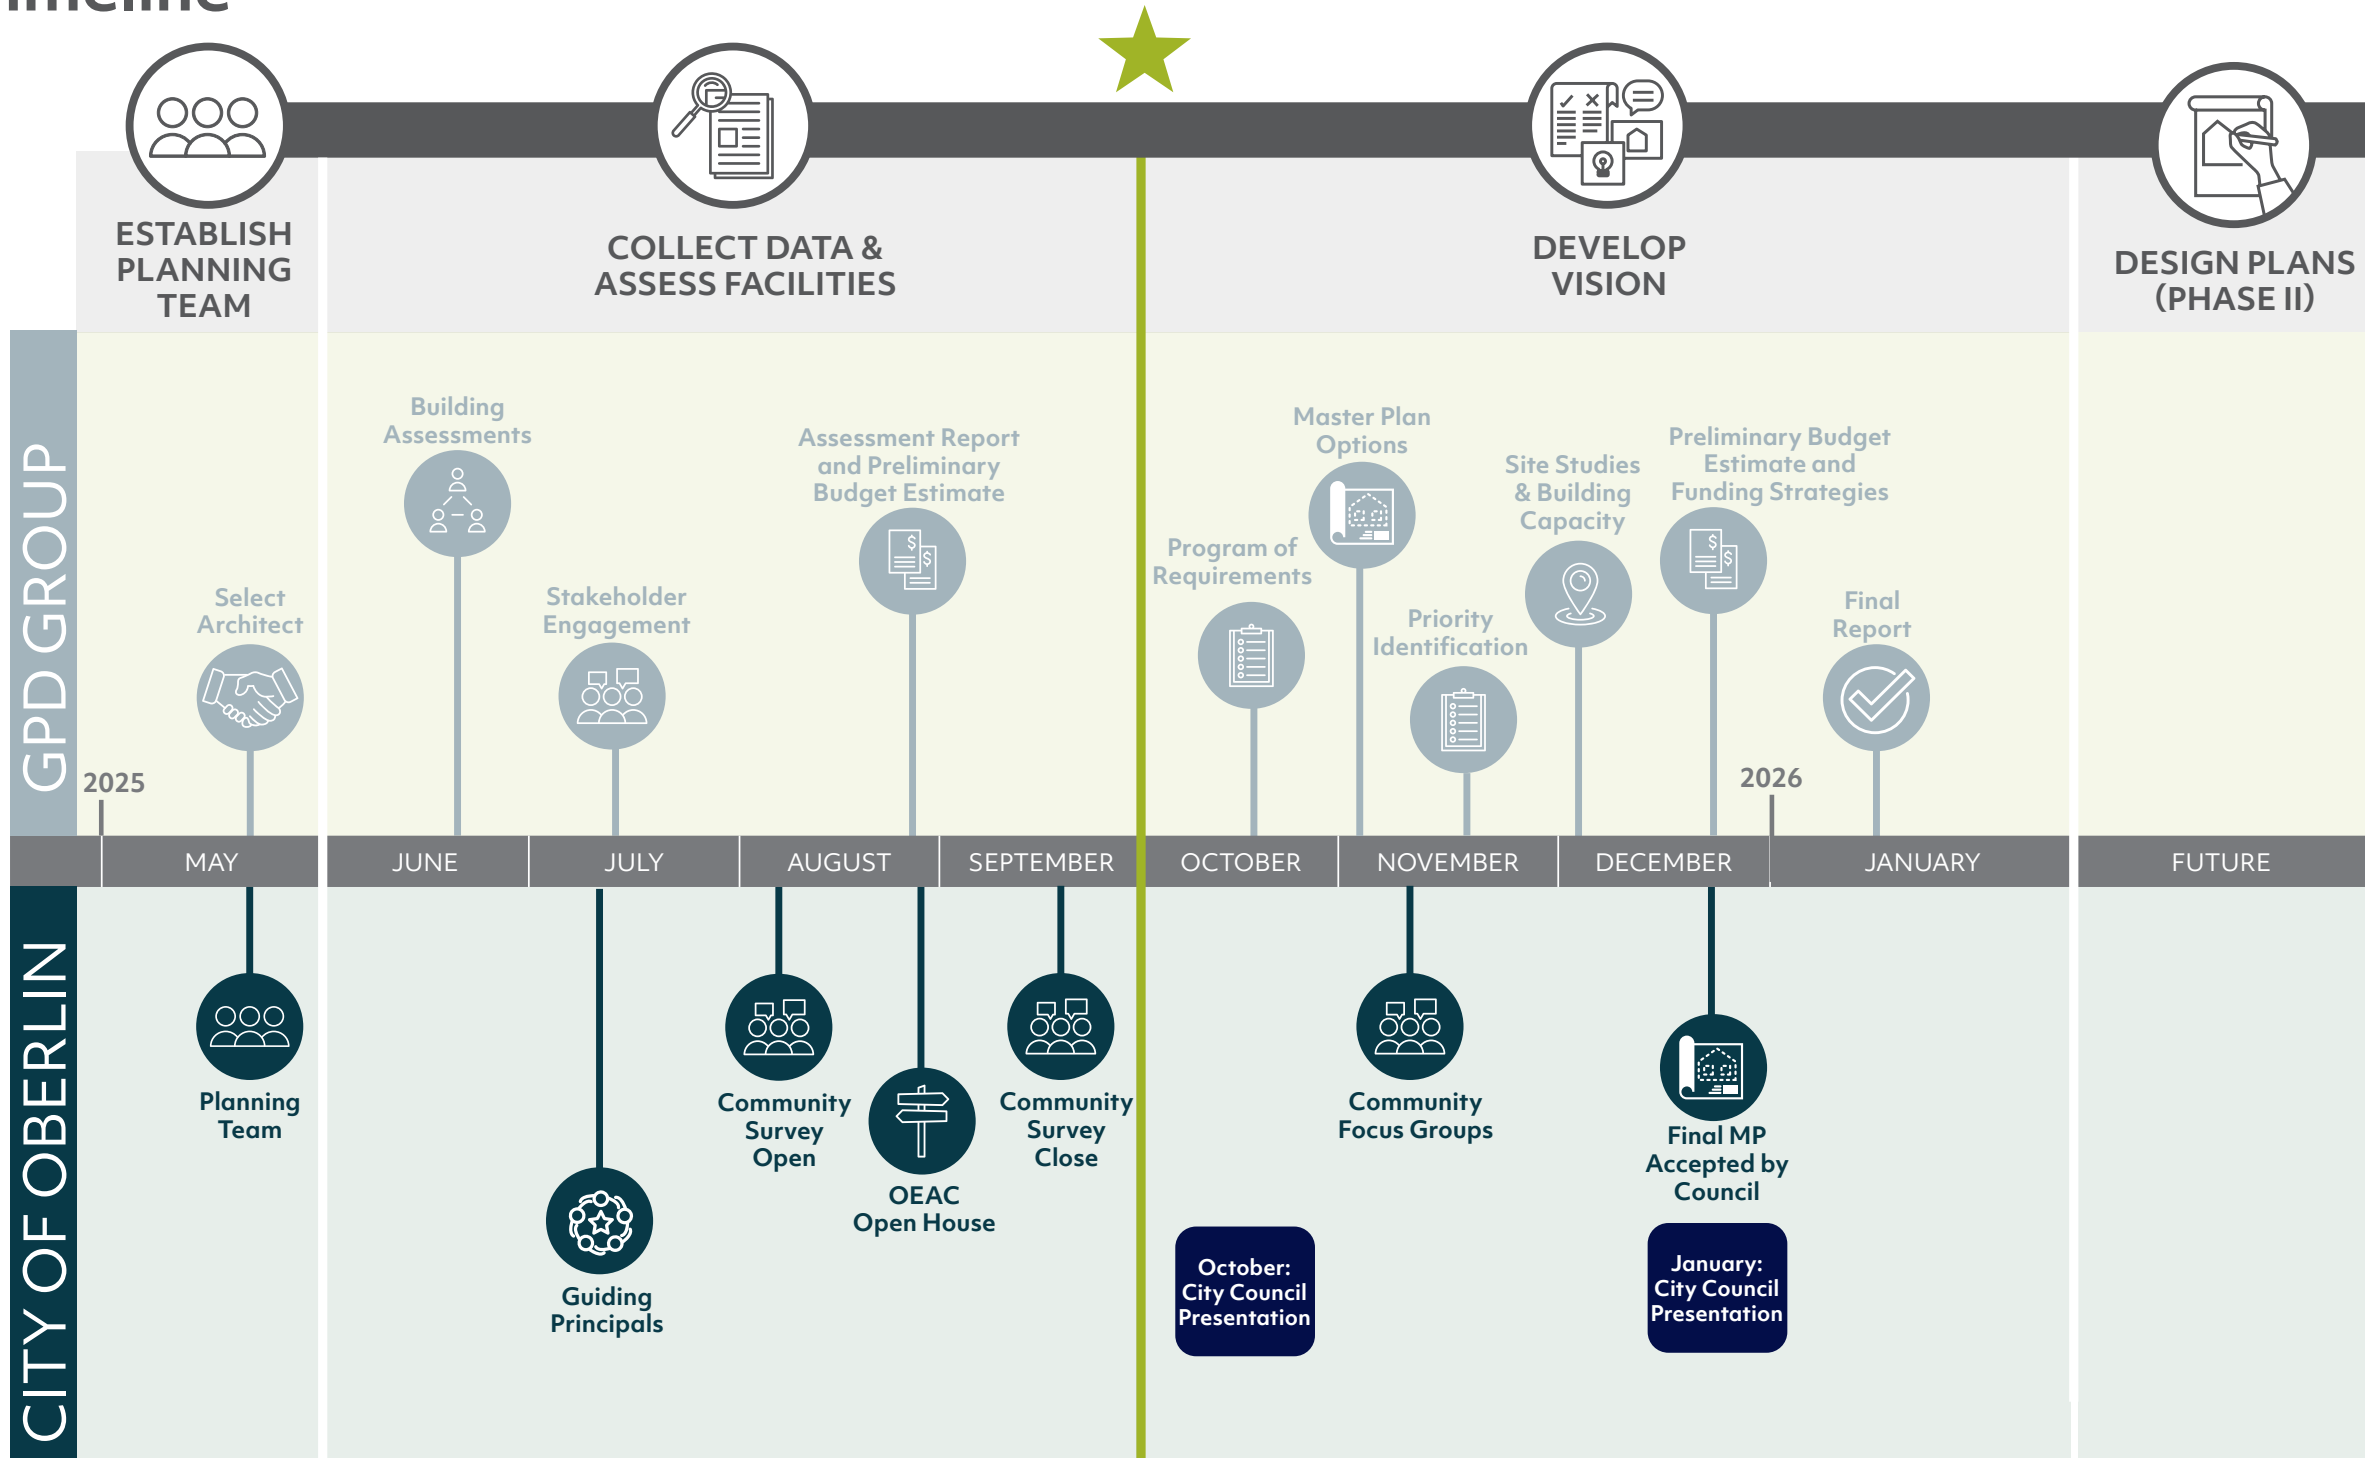 Timeline
ESTABLISH
PLANNING
TEAM
COLLECT DATA &
ASSESS FACILITIES
DEVELOP
VISION
DESIGN PLANS
(PHASE II)
GPD GROUP
Select
Architect
Building
Assessments
Stakeholder
Engagement
Assessment Report
and Preliminary
Budget Estimate
Program of
Requirements
Master Plan
Options
Priority
Identification
Site Studies
& Building
Capacity
Preliminary Budget
Estimate and
Funding Strategies
Final
Report
2025
2026
MAY
JUNE
JULY
AUGUST
SEPTEMBER
OCTOBER
NOVEMBER
DECEMBER
JANUARY
FUTURE
CITY OF OBERLIN
Planning
Team
Guiding
Principals
Community
Survey
Open
OEAC
Open House
Community
Survey
Close
October:
City Council
Presentation
Community
Focus Groups
Final MP
Accepted by
Council
January:
City Council
Presentation